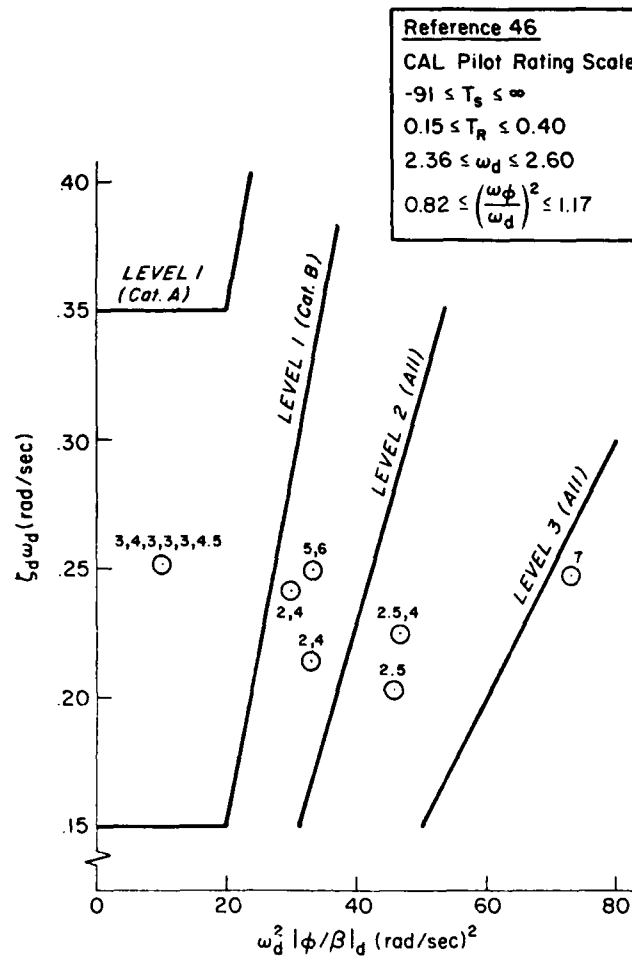 Reference 46
CAL Pilot Rating Scale
-91 ≤ T_s ≤ ∞
0.15 ≤ T_R ≤ 0.40
2.36 ≤ ω_d ≤ 2.60
0.82 ≤ (ω_ϕ/ω_d)² ≤ 1.17
.40
LEVEL 1
(Cat. A)
.35
LEVEL 1 (Cat. B)
LEVEL 2 (All)
LEVEL 3 (All)
.30
ζ_d ω_d (rad/sec)
3,4,3,3,3,4.5
5,6
7
.25
2,4
2.5,4
2,4
2.5
.20
.15
0
20
40
60
80
ω_d² |ϕ/β|_d (rad/sec)²